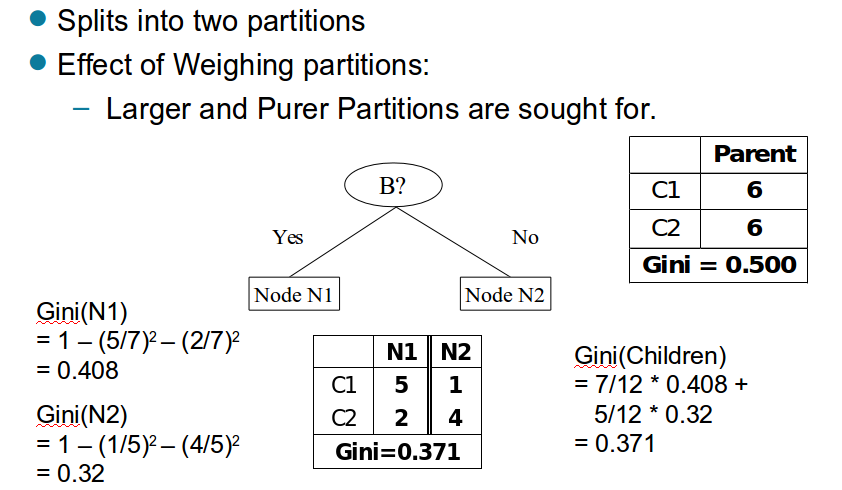 Splits into two partitions
Effect of Weighing partitions:
– Larger and Purer Partitions are sought for.
B?
Yes
No
Node N1
Node N2
Parent
C1 6
C2 6
Gini = 0.500
Gini(N1)
= 1 – (5/7)² – (2/7)²
= 0.408
Gini(N2)
= 1 – (1/5)² – (4/5)²
= 0.32
N1 N2
C1 5 1
C2 2 4
Gini=0.371
Gini(Children)
= 7/12 * 0.408 +
5/12 * 0.32
= 0.371